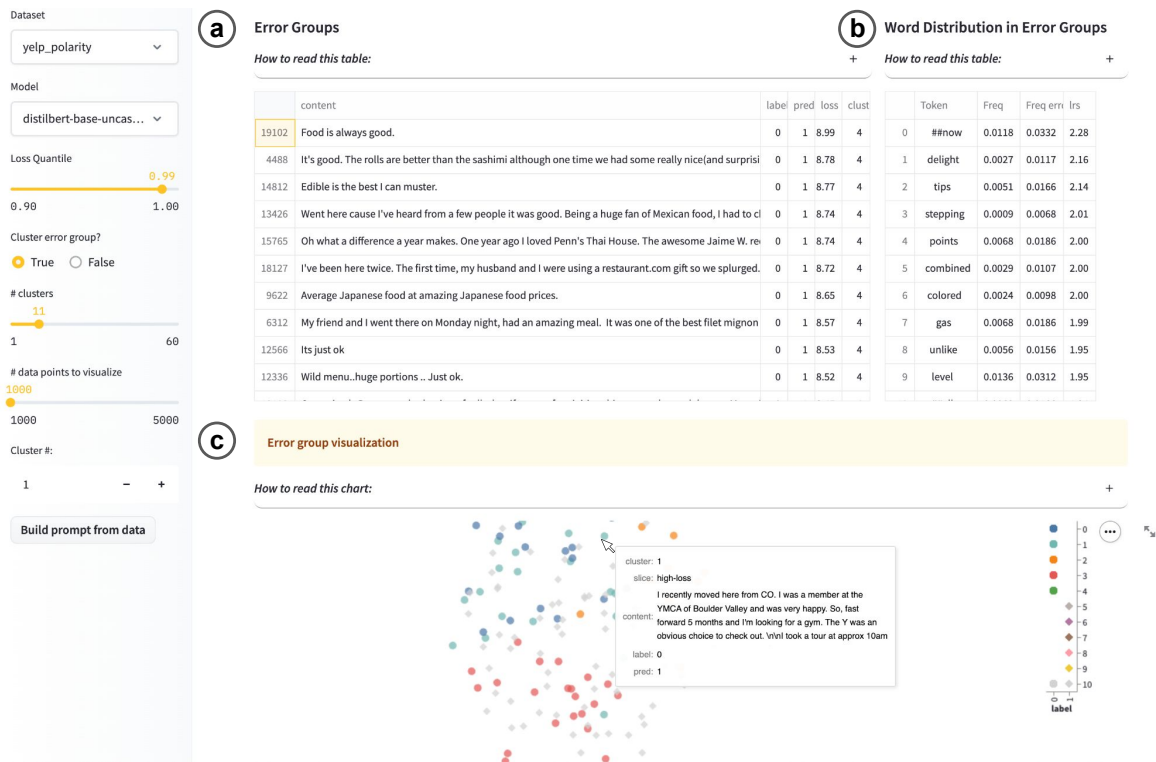 Dataset
yelp_polarity
Model
distilbert-base-uncas...
Loss Quantile
0.99
0.90 1.00
Cluster error group?
True False
# clusters
11
1 60
# data points to visualize
1000
1000 5000
Cluster #:
1 − +
Build prompt from data
a Error Groups
How to read this table: +
content label pred loss clust
19102 Food is always good. 0 1 8.99 4
4488 It's good. The rolls are better than the sashimi although one time we had some really nice(and surprisi 0 1 8.78 4
14812 Edible is the best I can muster. 0 1 8.77 4
13426 Went here cause I've heard from a few people it was good. Being a huge fan of Mexican food, I had to cl 0 1 8.74 4
15765 Oh what a difference a year makes. One year ago I loved Penn's Thai House. The awesome Jaime W. re 0 1 8.74 4
18127 I've been here twice. The first time, my husband and I were using a restaurant.com gift so we splurged. 0 1 8.72 4
9622 Average Japanese food at amazing Japanese food prices. 0 1 8.65 4
6312 My friend and I went there on Monday night, had an amazing meal. It was one of the best filet mignon 0 1 8.57 4
12566 Its just ok 0 1 8.53 4
12336 Wild menu..huge portions .. Just ok. 0 1 8.52 4
b Word Distribution in Error Groups
How to read this table: +
Token Freq Freq erro lrs
0 ##now 0.0118 0.0332 2.28
1 delight 0.0027 0.0117 2.16
2 tips 0.0051 0.0166 2.14
3 stepping 0.0009 0.0068 2.01
4 points 0.0068 0.0186 2.00
5 combined 0.0029 0.0107 2.00
6 colored 0.0024 0.0098 2.00
7 gas 0.0068 0.0186 1.99
8 unlike 0.0056 0.0156 1.95
9 level 0.0136 0.0312 1.95
c Error group visualization
How to read this chart: +
cluster: 1
slice: high-loss
I recently moved here from CO. I was a member at the
YMCA of Boulder Valley and was very happy. So, fast
content: forward 5 months and I'm looking for a gym. The Y was an
obvious choice to check out. \n\nI took a tour at approx 10am
label: 0
pred: 1
0
1
2
3
4
5
6
7
8
9
10
0 1
label